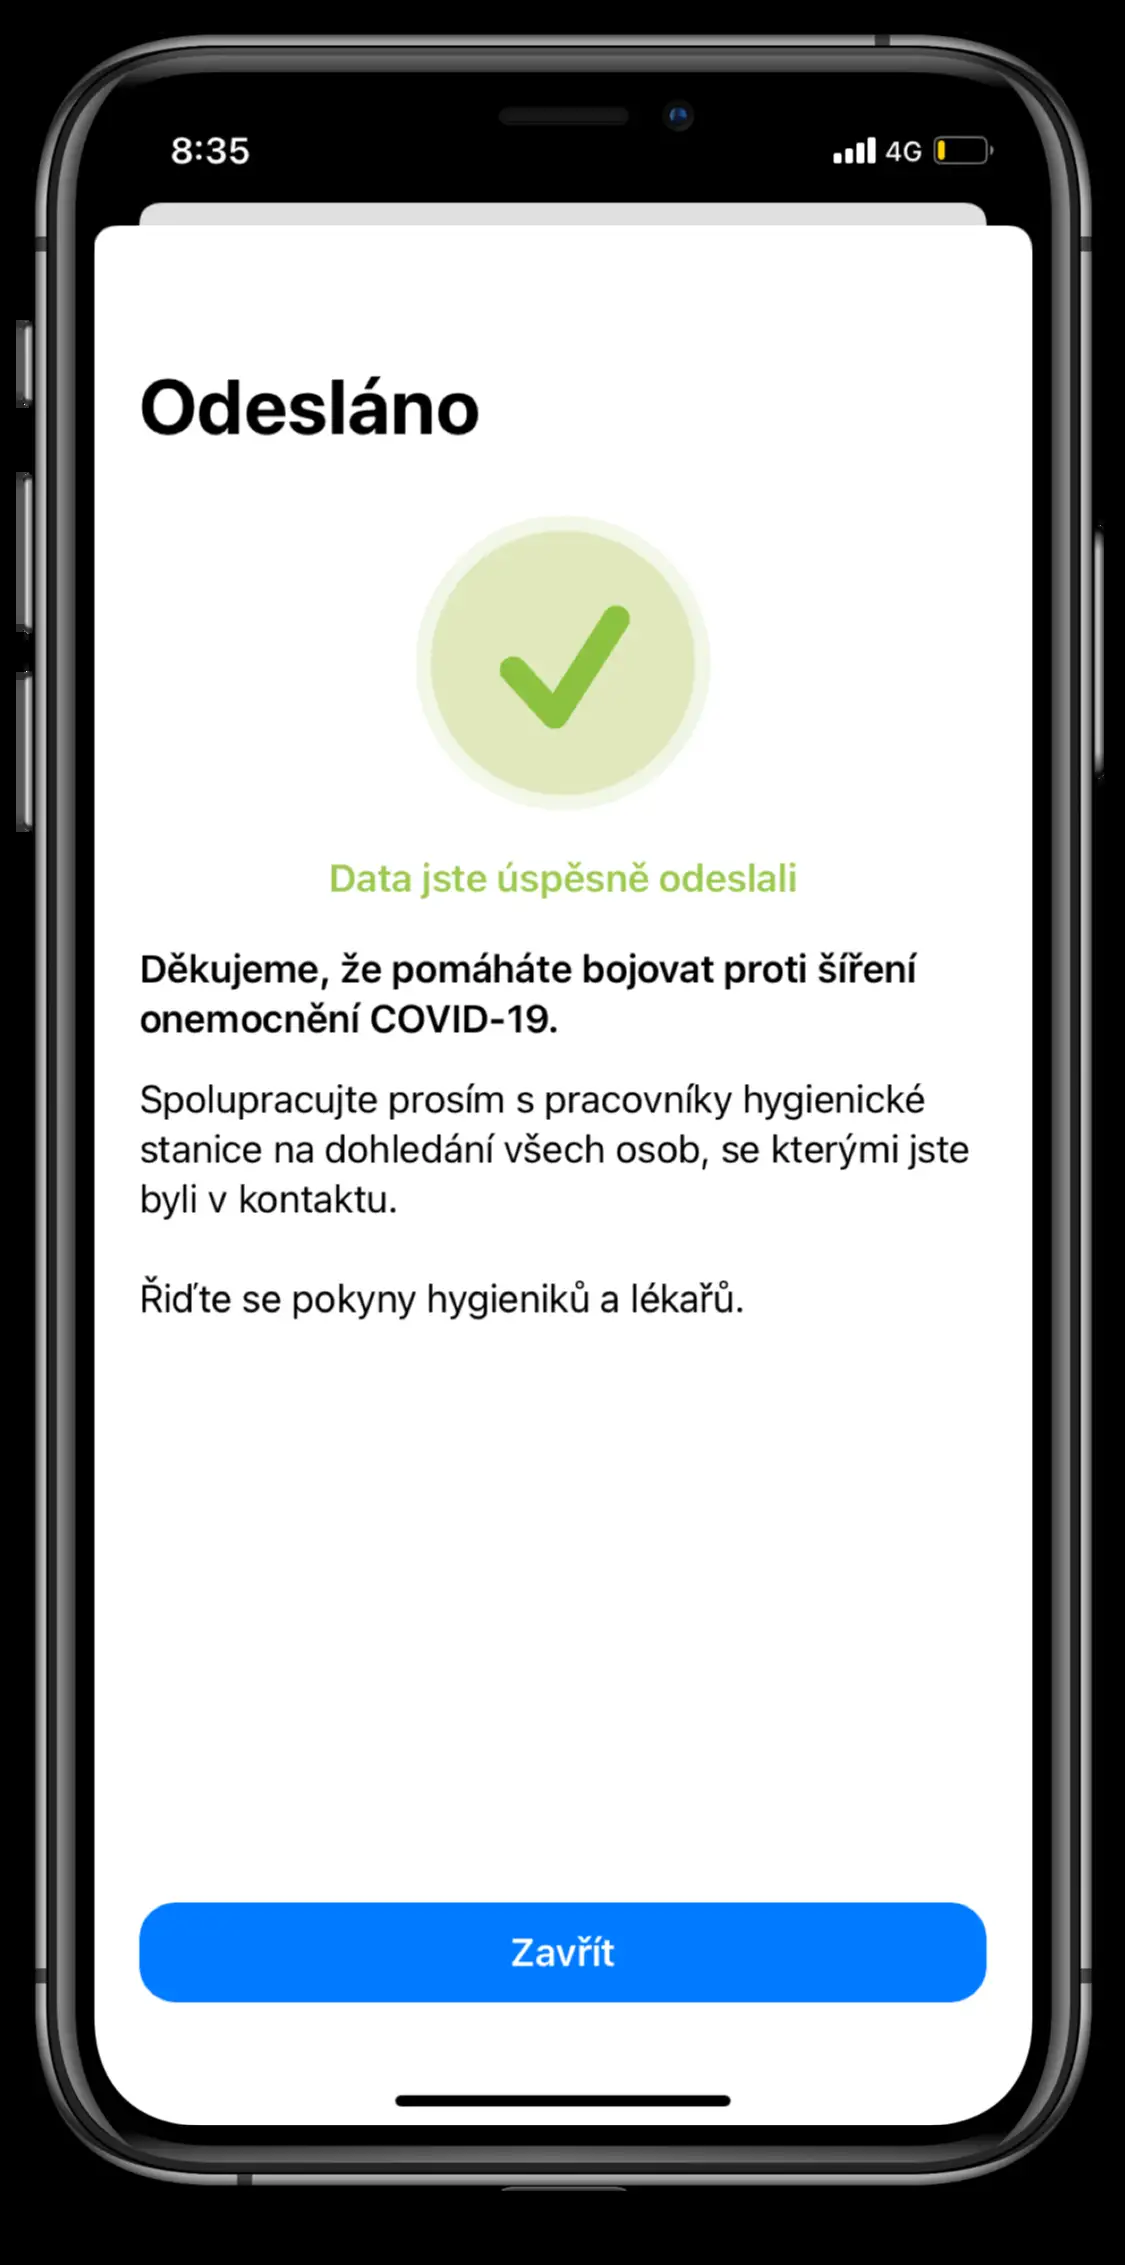 8:35
4G
Odesláno
Data jste úspěsně odeslali
Děkujeme, že pomáháte bojovat proti šíření
onemocnění COVID-19.
Spolupracujte prosím s pracovníky hygienické
stanice na dohledání všech osob, se kterými jste
byli v kontaktu.
Řiďte se pokyny hygieniků a lékařů.
Zavřít